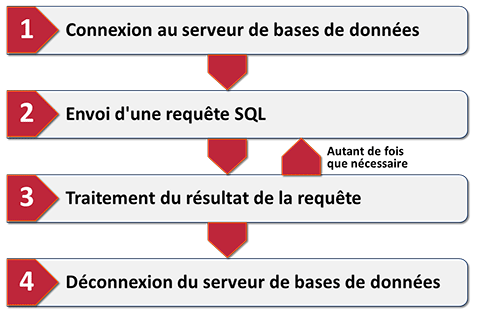 1 Connexion au serveur de bases de données
2 Envoi d'une requête SQL
Autant de fois
que nécessaire
3 Traitement du résultat de la requête
4 Déconnexion du serveur de bases de données